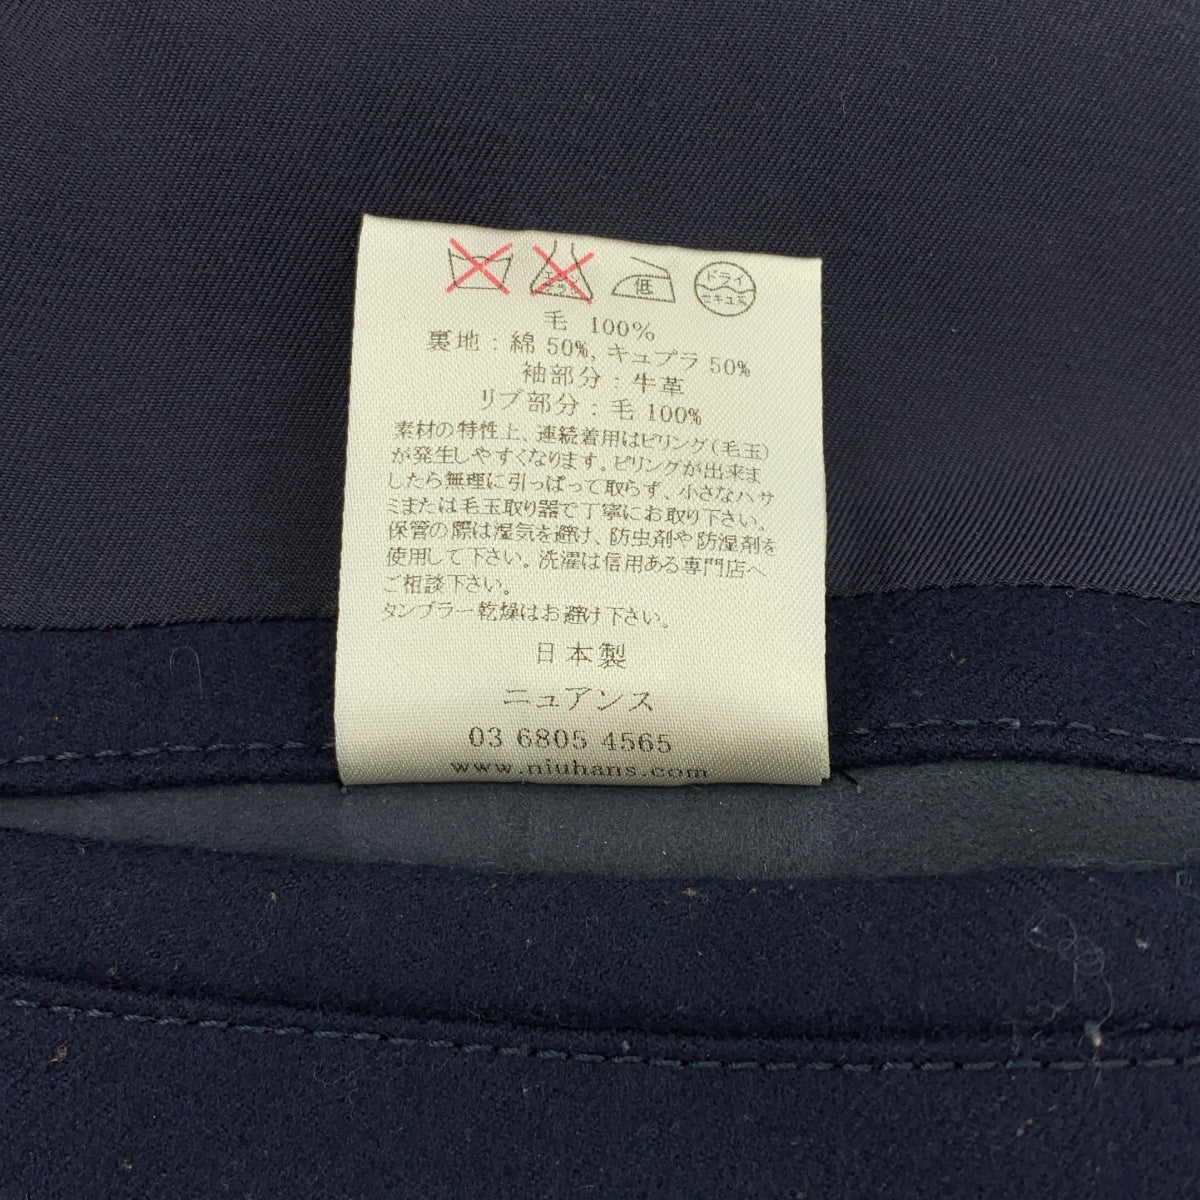 エンソ
カラサ
低
ドライ
セキユ系
毛 100%
裏地：綿 50%, キュプラ 50%
袖部分：牛革
リブ部分：毛 100%
素材の特性上、連続着用はピリング(毛玉)
が発生しやすくなります。ピリングが出来ま
したら無理に引っぱって取らず、小さなハサ
ミまたは毛玉取り器で丁寧にお取り下さい。
保管の際は湿気を避け、防虫剤や防湿剤を
使用して下さい。洗濯は信用ある専門店へ
ご相談下さい。
タンブラー乾燥はお避け下さい。
日本製
ニュアンス
03 6805 4565
www.niuhans.com